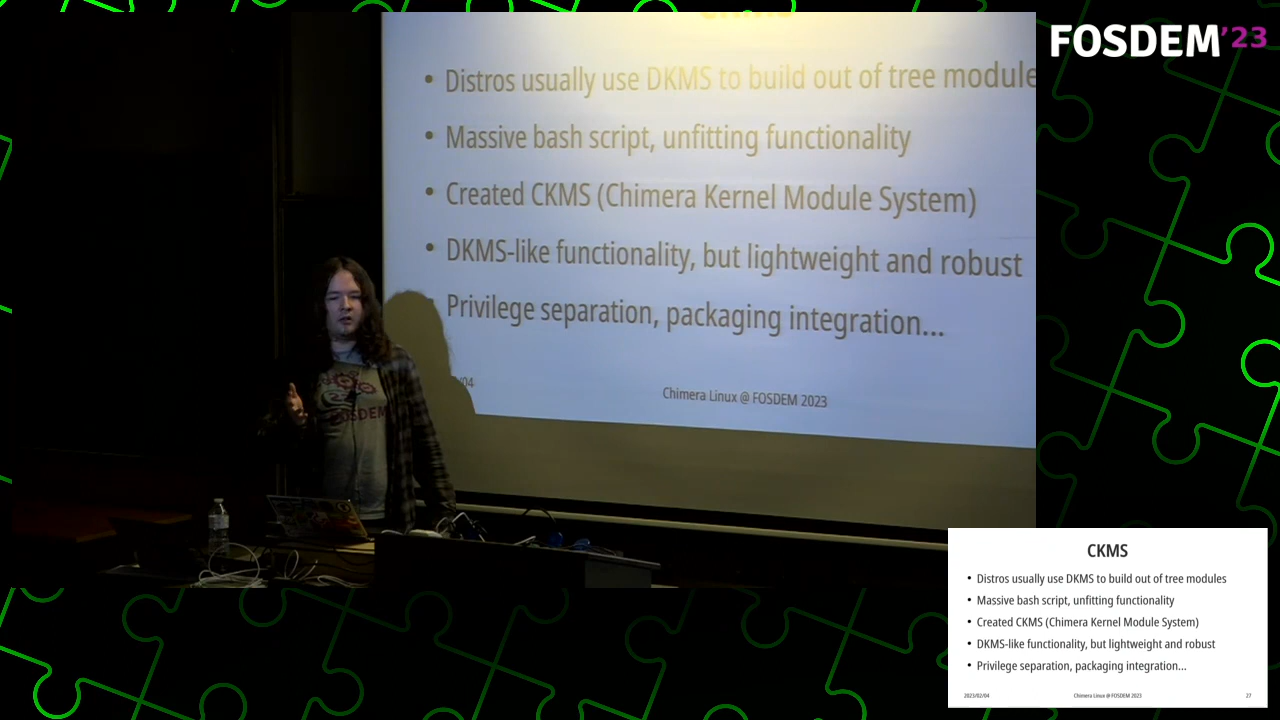 FOSDEM'23
CKMS
• Distros usually use DKMS to build out of tree module
• Massive bash script, unfitting functionality
• Created CKMS (Chimera Kernel Module System)
• DKMS-like functionality, but lightweight and robust
Privilege separation, packaging integration...
/04
Chimera Linux @ FOSDEM 2023
FOSDEM
CKMS
• Distros usually use DKMS to build out of tree modules
• Massive bash script, unfitting functionality
• Created CKMS (Chimera Kernel Module System)
• DKMS-like functionality, but lightweight and robust
• Privilege separation, packaging integration...
2023/02/04 Chimera Linux @ FOSDEM 2023 27